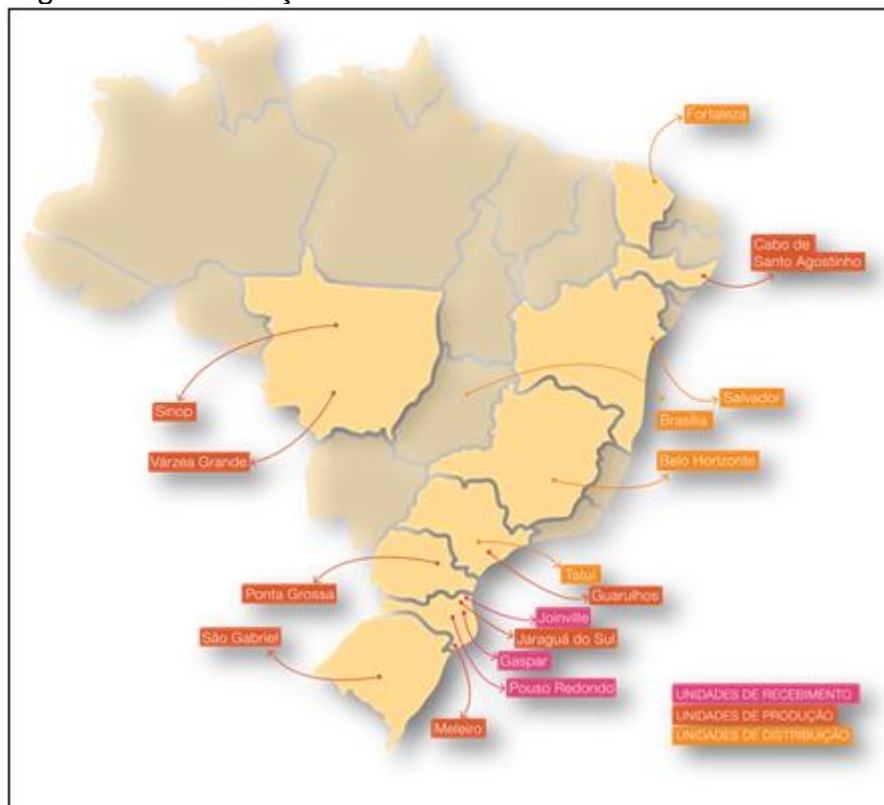 Fortaleza
Cabo de
Santo Agostinho
Sinop
Salvador
Brasília
Várzea Grande
Belo Horizonte
Tatuí
Ponta Grossa
Guarulhos
Joinville
São Gabriel
Jaraguá do Sul
Gaspar
Pouso Redondo
Meleiro
UNIDADES DE RECEBIMENTO
UNIDADES DE PRODUÇÃO
UNIDADES DE DISTRIBUIÇÃO